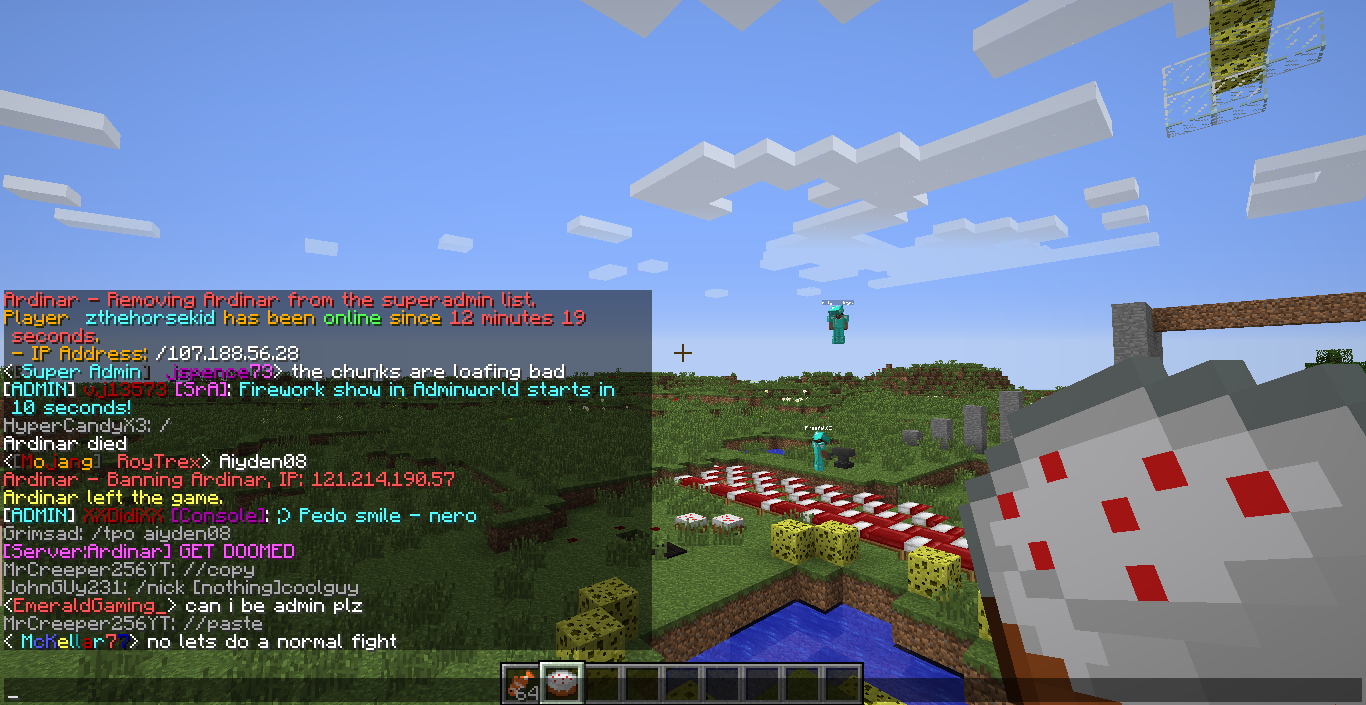 Ardinar - Removing Ardinar from the superadmin list.
Player zthehorsekid has been online since 12 minutes 19
seconds.
- IP Address: /107.188.56.28
<[Super Admin] _jspence73> the chunks are loafing bad
[ADMIN] vj13573 [SrA]: Firework show in Adminworld starts in
10 seconds!
HyperCandyX3: /
Ardinar died
<[Mojang] RoyTrex> Aiyden08
Ardinar - Banning Ardinar, IP: 121.214.190.57
Ardinar left the game.
[ADMIN] XXDidiXX [Console]: ;) Pedo smile - nero
Grimsad: /tpo aiyden08
[Server:Ardinar] GET DOOMED
MrCreeper256YT: //copy
JohnGUy231: /nick [nothing]coolguy
<EmeraldGaming_> can i be admin plz
MrCreeper256YT: //paste
< McKellar77> no lets do a normal fight
64
_